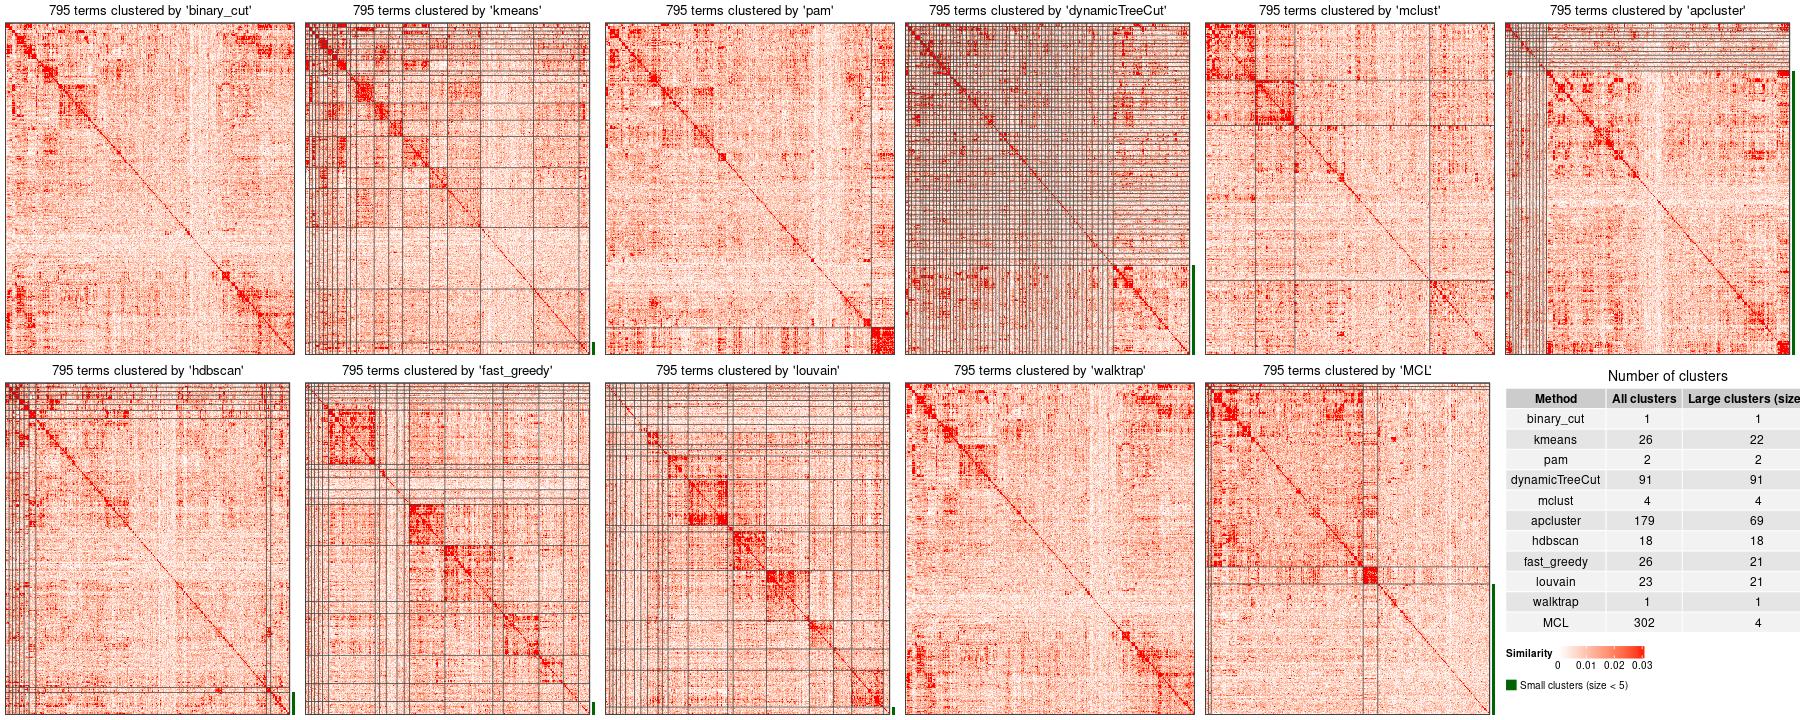 795 terms clustered by 'binary_cut'
795 terms clustered by 'kmeans'
795 terms clustered by 'pam'
795 terms clustered by 'dynamicTreeCut'
795 terms clustered by 'mclust'
795 terms clustered by 'apcluster'
795 terms clustered by 'hdbscan'
795 terms clustered by 'fast_greedy'
795 terms clustered by 'louvain'
795 terms clustered by 'walktrap'
795 terms clustered by 'MCL'
Number of clusters
Method All clusters Large clusters (size
binary_cut 1 1
kmeans 26 22
pam 2 2
dynamicTreeCut 91 91
mclust 4 4
apcluster 179 69
hdbscan 18 18
fast_greedy 26 21
louvain 23 21
walktrap 1 1
MCL 302 4
Similarity
0 0.01 0.02 0.03
Small clusters (size < 5)